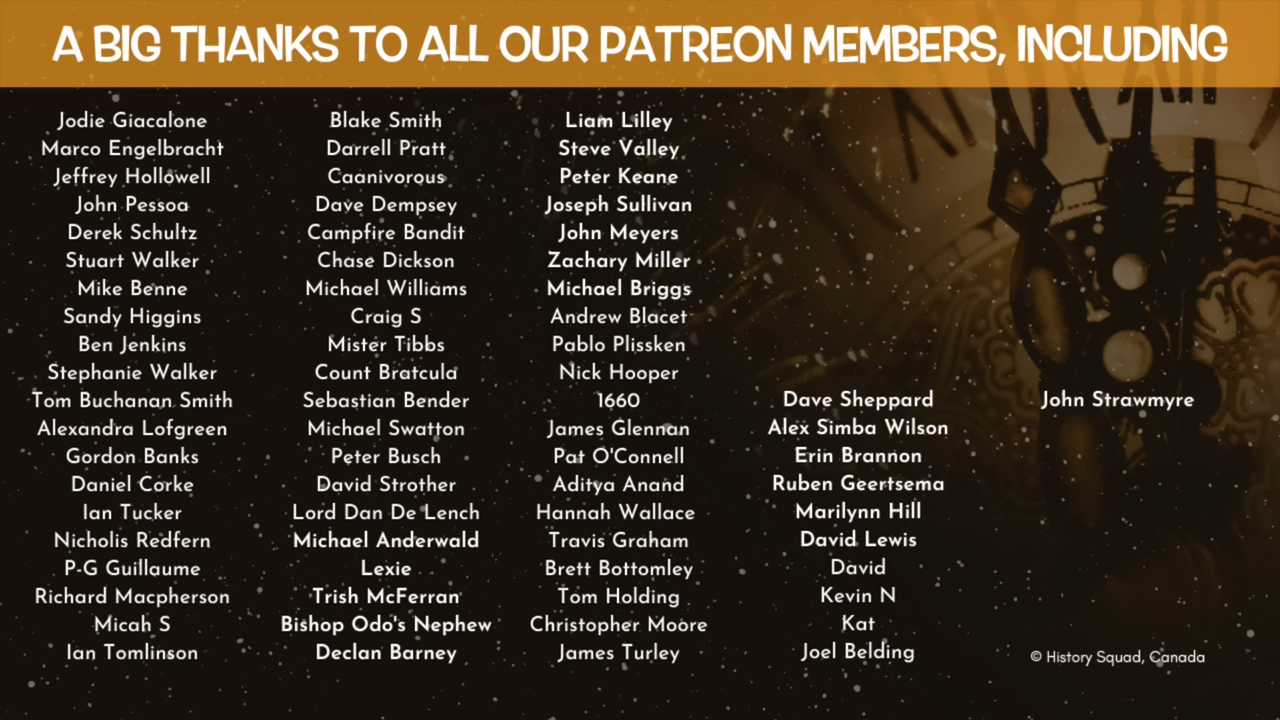 A BIG THANKS TO ALL OUR PATREON MEMBERS, INCLUDING
Jodie Giacalone
Marco Engelbracht
Jeffrey Hollowell
John Pessoa
Derek Schultz
Stuart Walker
Mike Benne
Sandy Higgins
Ben Jenkins
Stephanie Walker
Tom Buchanan Smith
Alexandra Lofgreen
Gordon Banks
Daniel Corke
Ian Tucker
Nicholis Redfern
P-G Guillaume
Richard Macpherson
Micah S
Ian Tomlinson
Blake Smith
Darrell Pratt
Caanivorous
Dave Dempsey
Campfire Bandit
Chase Dickson
Michael Williams
Craig S
Mister Tibbs
Count Bratcula
Sebastian Bender
Michael Swatton
Peter Busch
David Strother
Lord Dan De Lench
Michael Anderwald
Lexie
Trish McFerran
Bishop Odo's Nephew
Declan Barney
Liam Lilley
Steve Valley
Peter Keane
Joseph Sullivan
John Meyers
Zachary Miller
Michael Briggs
Andrew Blacet
Pablo Plissken
Nick Hooper
1660
James Glennan
Pat O'Connell
Aditya Anand
Hannah Wallace
Travis Graham
Brett Bottomley
Tom Holding
Christopher Moore
James Turley
Dave Sheppard
Alex Simba Wilson
Erin Brannon
Ruben Geertsema
Marilynn Hill
David Lewis
David
Kevin N
Kat
Joel Belding
John Strawmyre
© History Squad, Canada